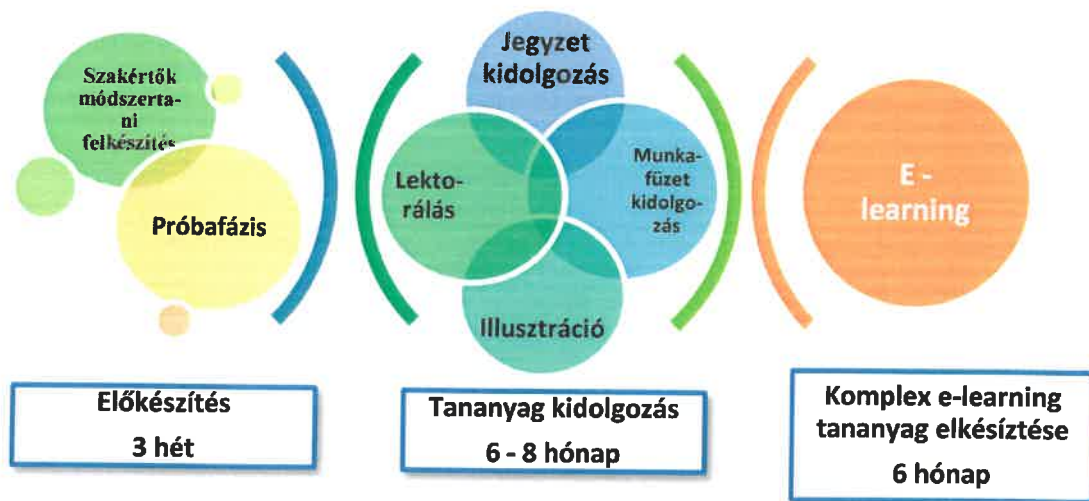 Szakértők
módszerta-
ni
felkészítés
Próbafázis
Jegyzet
kidolgozás
Lekto-
rálás
Munka-
füzet
kidolgo-
zás
Illusztráció
E -
learning
Előkészítés
3 hét
Tananyag kidolgozás
6 - 8 hónap
Komplex e-learning
tananyag elkésíztése
6 hónap